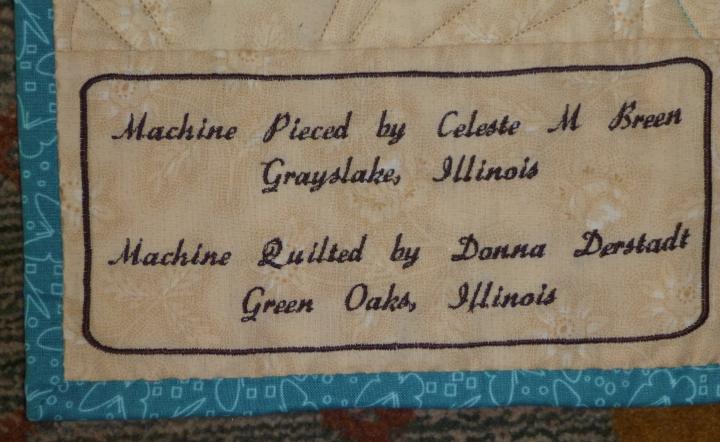 Machine Pieced by Celeste M Breen
Grayslake, Illinois
Machine Quilted by Donna Derstadt
Green Oaks, Illinois